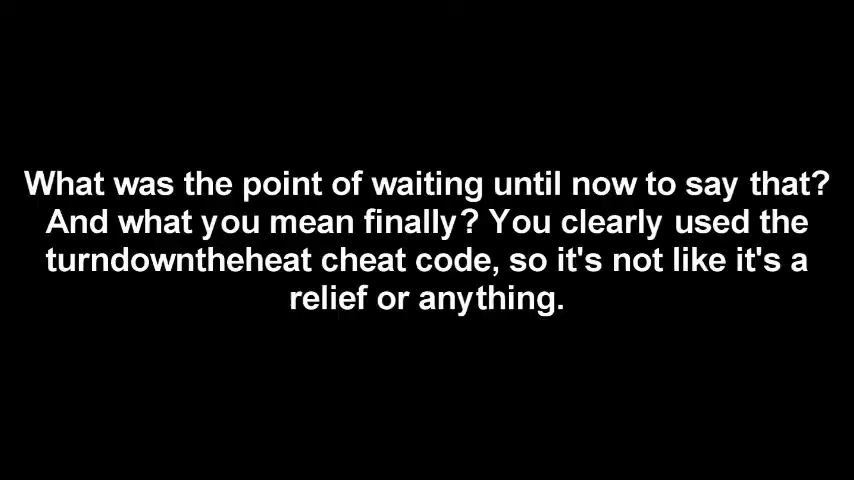 What was the point of waiting until now to say that?
And what you mean finally? You clearly used the
turndowntheheat cheat code, so it's not like it's a
relief or anything.